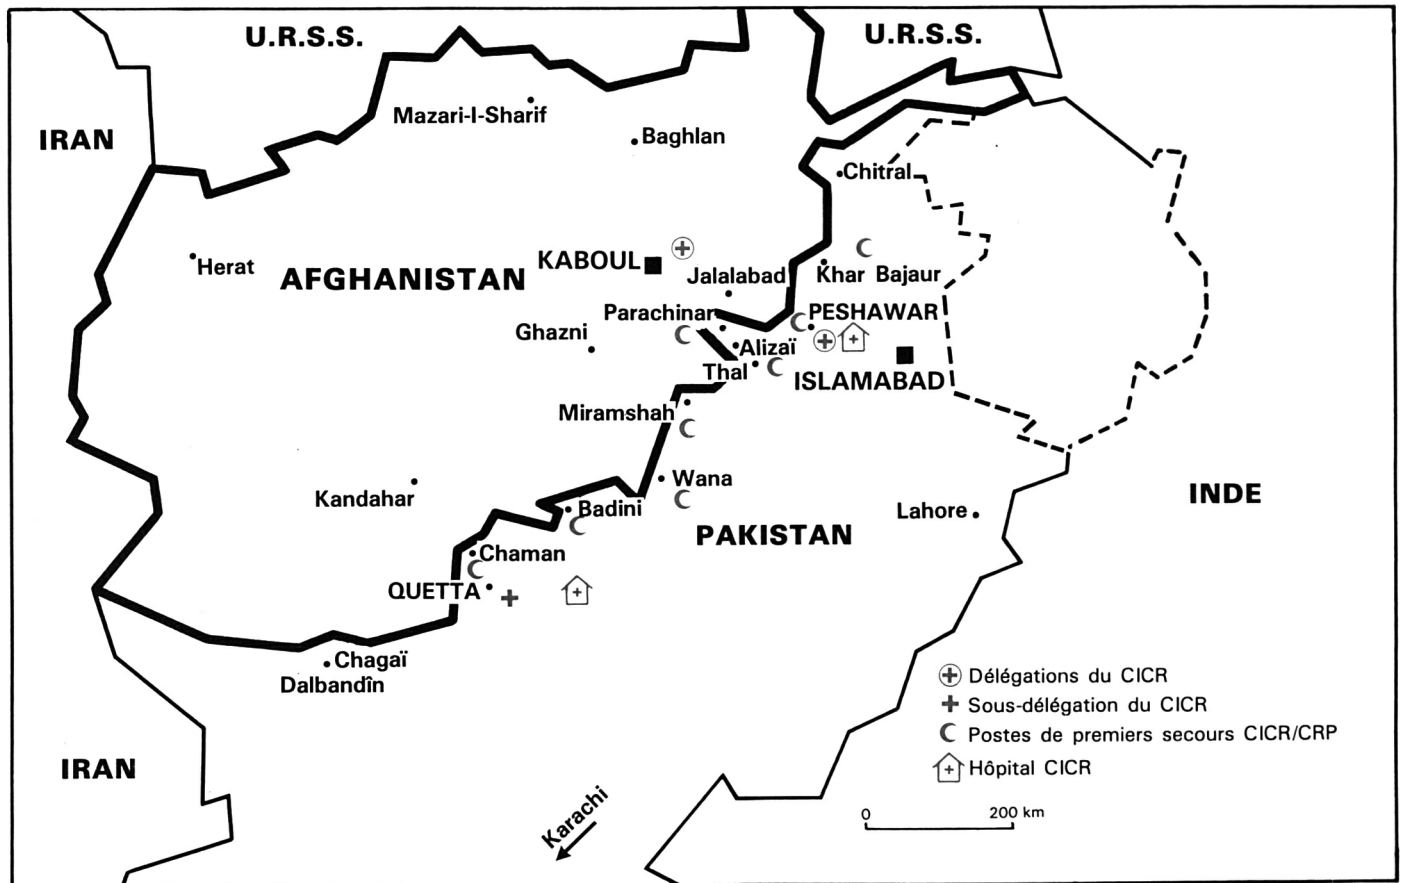 U.R.S.S.
U.R.S.S.
Mazari-I-Sharif
IRAN
Baghlan
Chitral
Herat
AFGHANISTAN
KABOUL
Jalalabad
Khar Bajaur
Parachinar
PESHAWAR
Ghazni
Alizaï
Thal
ISLAMABAD
Miramshah
Wana
Kandahar
Badini
INDE
Lahore
PAKISTAN
Chaman
QUETTA
Chagaï
Dalbandîn
IRAN
Karachi
Délégations du CICR
Sous-délégation du CICR
Postes de premiers secours CICR/CRP
Hôpital CICR
0 200 km